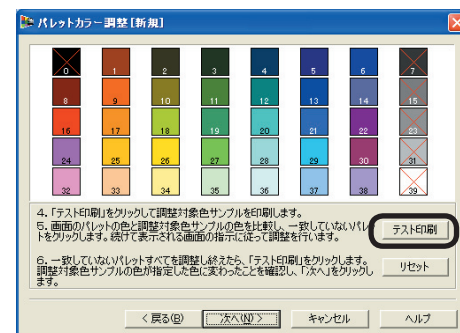 パレットカラー調整[新規]
0 1 2 3 4 5 6 7
8 9 10 11 12 13 14 15
16 17 18 19 20 21 22 23
24 25 26 27 28 29 30 31
32 33 34 35 36 37 38 39
4. 「テスト印刷」をクリックして調整対象色サンプルを印刷します。
5. 画面のパレットの色と調整対象色サンプルの色を比較し、一致していないパレッ
トをクリックします。続けて表示される画面の指示に従って調整を行います。
テスト印刷
6. 一致していないパレットすべてを調整し終えたら、「テスト印刷」をクリックします。
調整対象色サンプルの色が指定した色に変わったことを確認し、「次へ」をクリックし
ます。
リセット
< 戻る(B) 次へ(N) > キャンセル ヘルプ